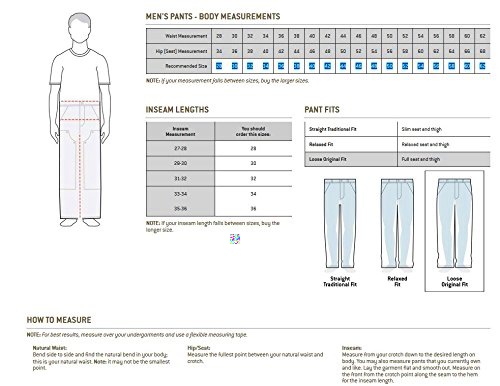 MEN'S PANTS - BODY MEASUREMENTS
Waist Measurement 28 30 32 34 36 38 40 42 44 46 48 50 52 54 56 58 60 62
Hip (Seat) Measurement 34 36 38 40 42 44 46 48 50 52 54 56 58 60 62 64 66 68
Recommended Size 28 30 32 34 36 38 40 42 44 46 48 50 52 54 56 58 60 62
NOTE: If your measurement falls between sizes, buy the larger sizes.
INSEAM LENGTHS
Inseam Measurement You should order this sizes:
27-28 28
29-30 30
31-32 32
33-34 34
35-36 36
NOTE: If your inseam length falls between sizes, buy the
longer size.
PANT FITS
Straight Traditional Fit Slim seat and thigh
Relaxed Fit Relaxed seat and thigh
Loose Original Fit Full seat and thigh
Straight
Traditional Fit
Relaxed
Fit
Loose
Original Fit
HOW TO MEASURE
NOTE: For best results, measure over your undergarments and use a flexible measuring tape.
Natural Waist:
Bend side to side and find the natural bend in your body;
this is your natural waist. Note: it may not be the smallest
point.
Hip/Seat:
Measure the fullest point between your natural waist and
crotch.
Inseam:
Measure from your crotch down to the desired length on
body. You may also measure pants that you currently own
and like. Lay the garment flat and smooth out. Measure on
the front from the crotch point along the seam to the hem
for the inseam length.